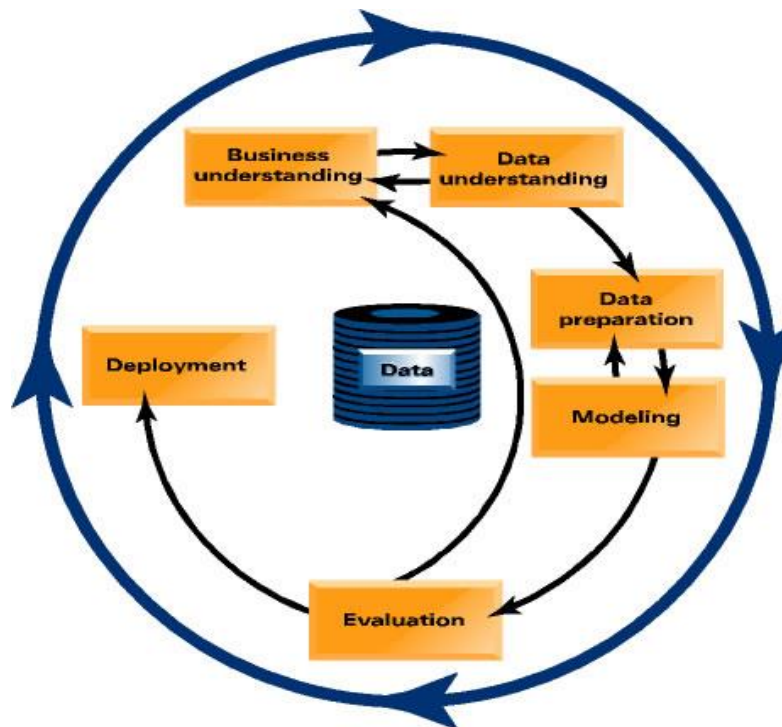 Business
understanding
Data
understanding
Data
preparation
Modeling
Evaluation
Deployment
Data